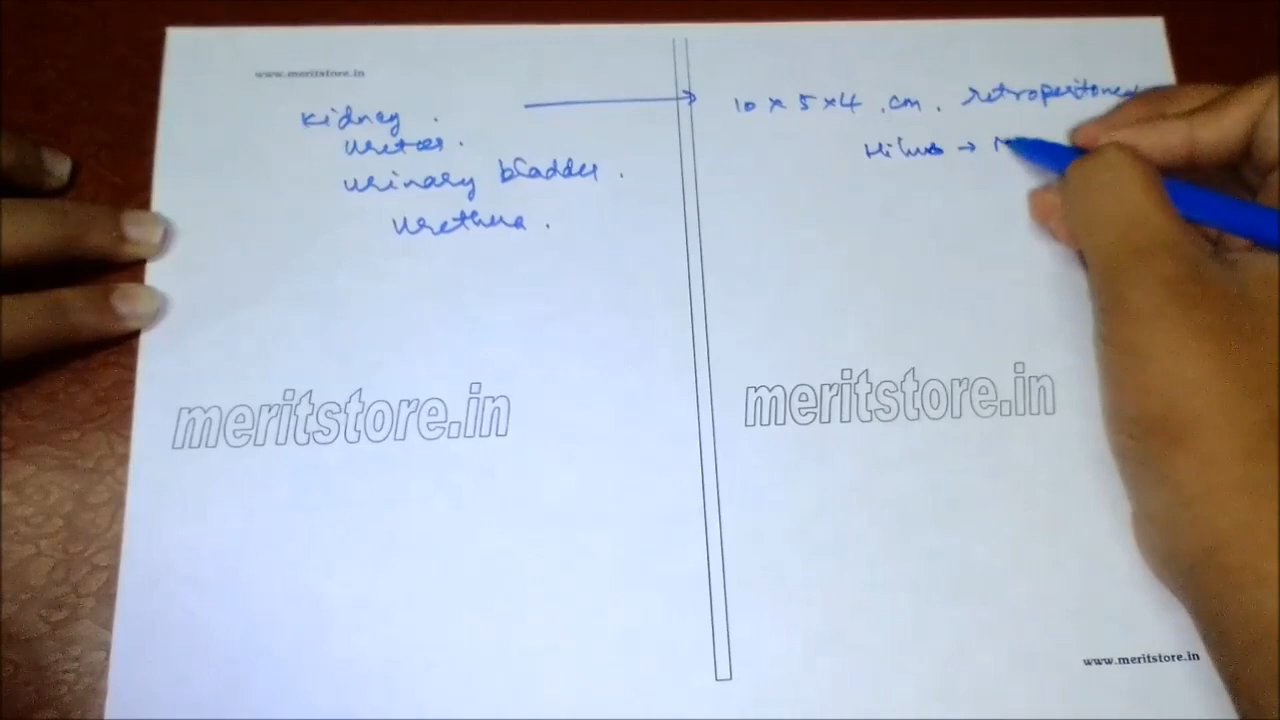 www.meritstore.in
Kidney.
Ureter.
urinary bladder.
Urethra.
10 x 5 x 4 .cm. retroperitoneal
Hilus →
meritstore.in
meritstore.in
www.meritstore.in